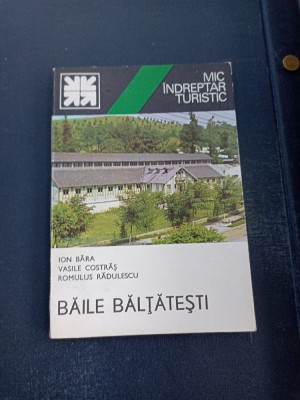 MIC
ÎNDREPTAR
TURISTIC
ION BÂRA
VASILE COSTRĂȘ
ROMULUS RĂDULESCU
BĂILE BĂLȚĂTEȘTI